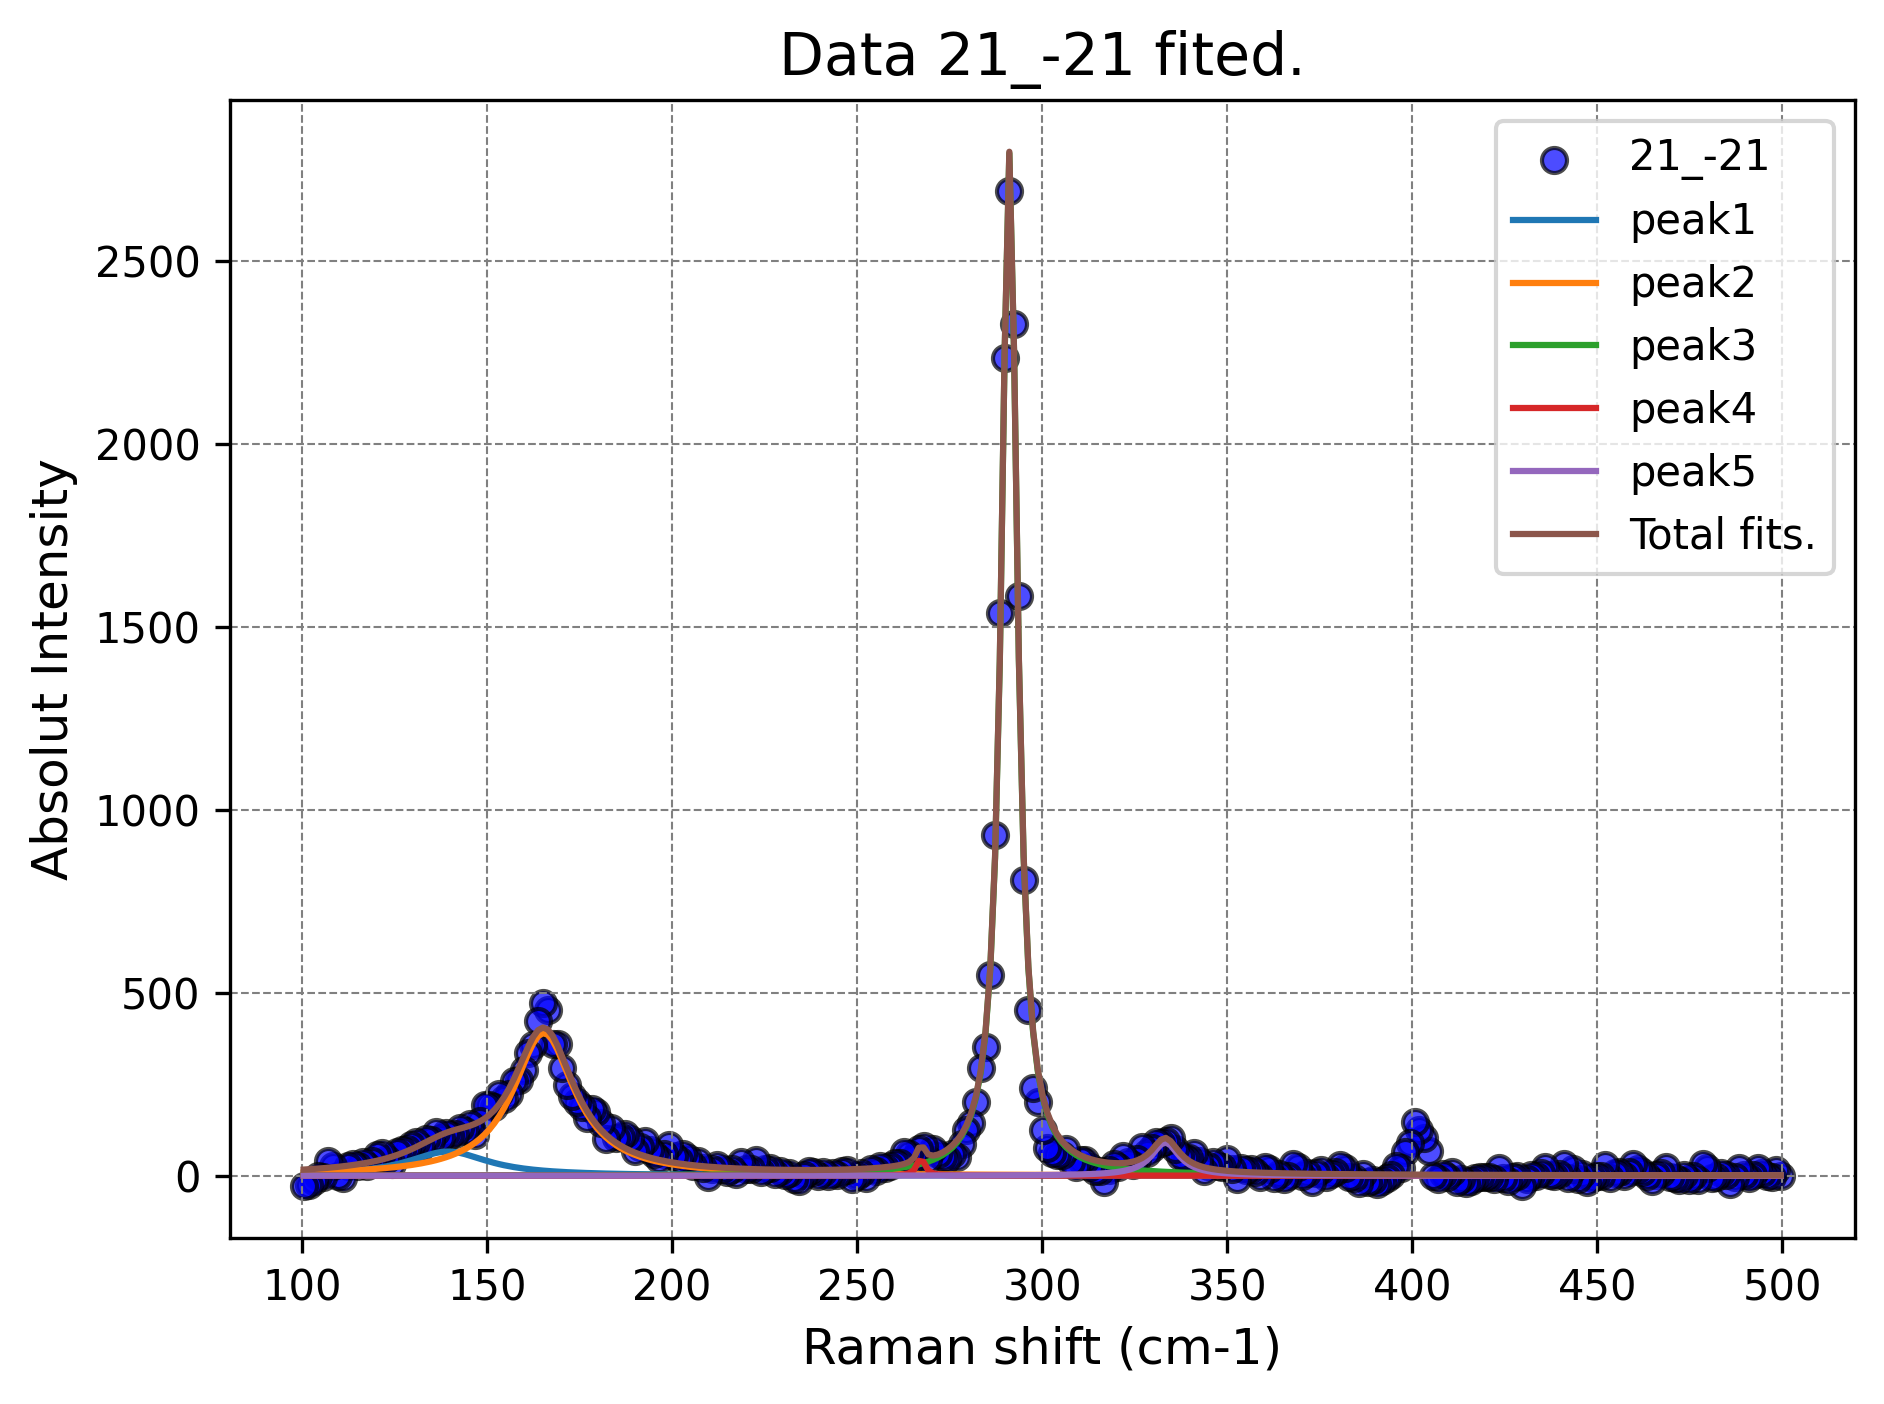 Data 21_-21 fited.
21_-21
peak1
peak2
peak3
peak4
peak5
Total fits.
Absolut Intensity
2500
2000
1500
1000
500
0
100 150 200 250 300 350 400 450 500
Raman shift (cm-1)